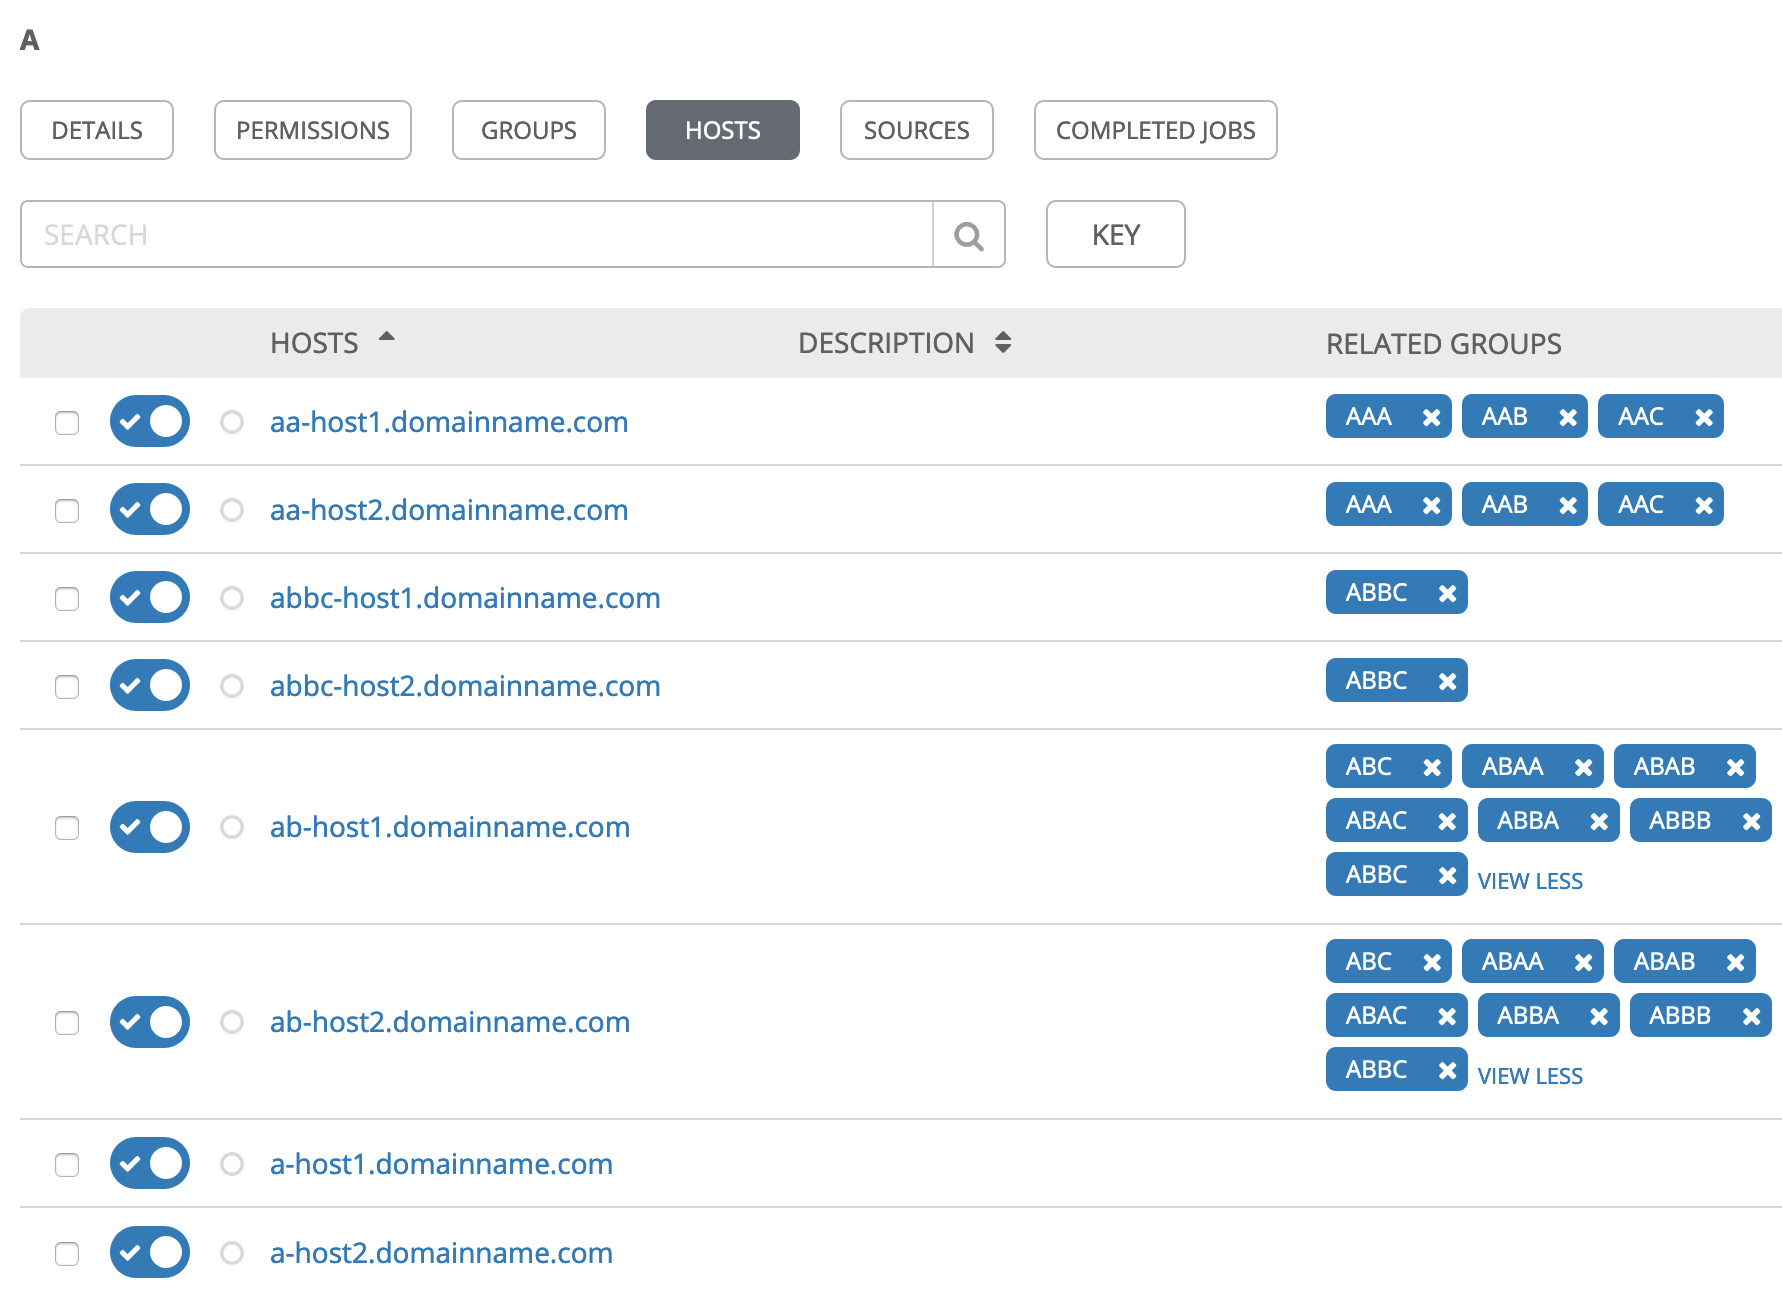 A
DETAILS PERMISSIONS GROUPS HOSTS SOURCES COMPLETED JOBS
SEARCH KEY
HOSTS DESCRIPTION RELATED GROUPS
aa-host1.domainname.com AAA AAB AAC
aa-host2.domainname.com AAA AAB AAC
abbc-host1.domainname.com ABBC
abbc-host2.domainname.com ABBC
ABC ABAA ABAB
ab-host1.domainname.com ABAC ABBA ABBB
ABBC VIEW LESS
ABC ABAA ABAB
ab-host2.domainname.com ABAC ABBA ABBB
ABBC VIEW LESS
a-host1.domainname.com
a-host2.domainname.com